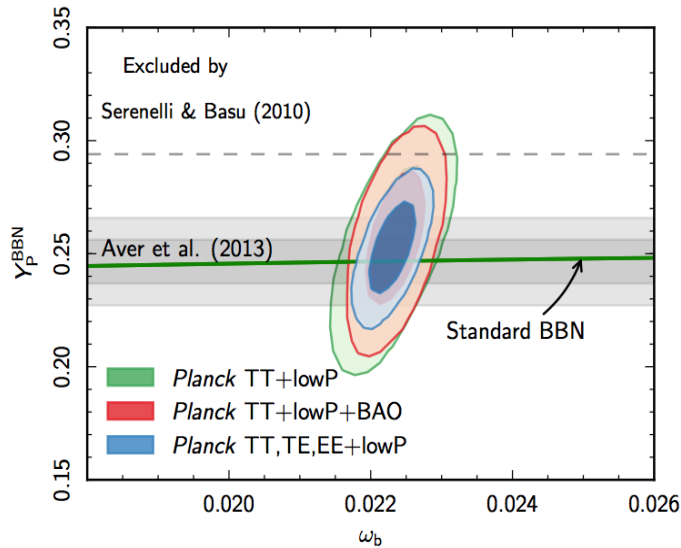 0.35
Excluded by
Serenelli & Basu (2010)
0.30
Y_P^BBN
0.25
Aver et al. (2013)
Standard BBN
0.20
Planck TT+lowP
Planck TT+lowP+BAO
Planck TT,TE,EE+lowP
0.15
0.020
0.022
0.024
0.026
ω_b